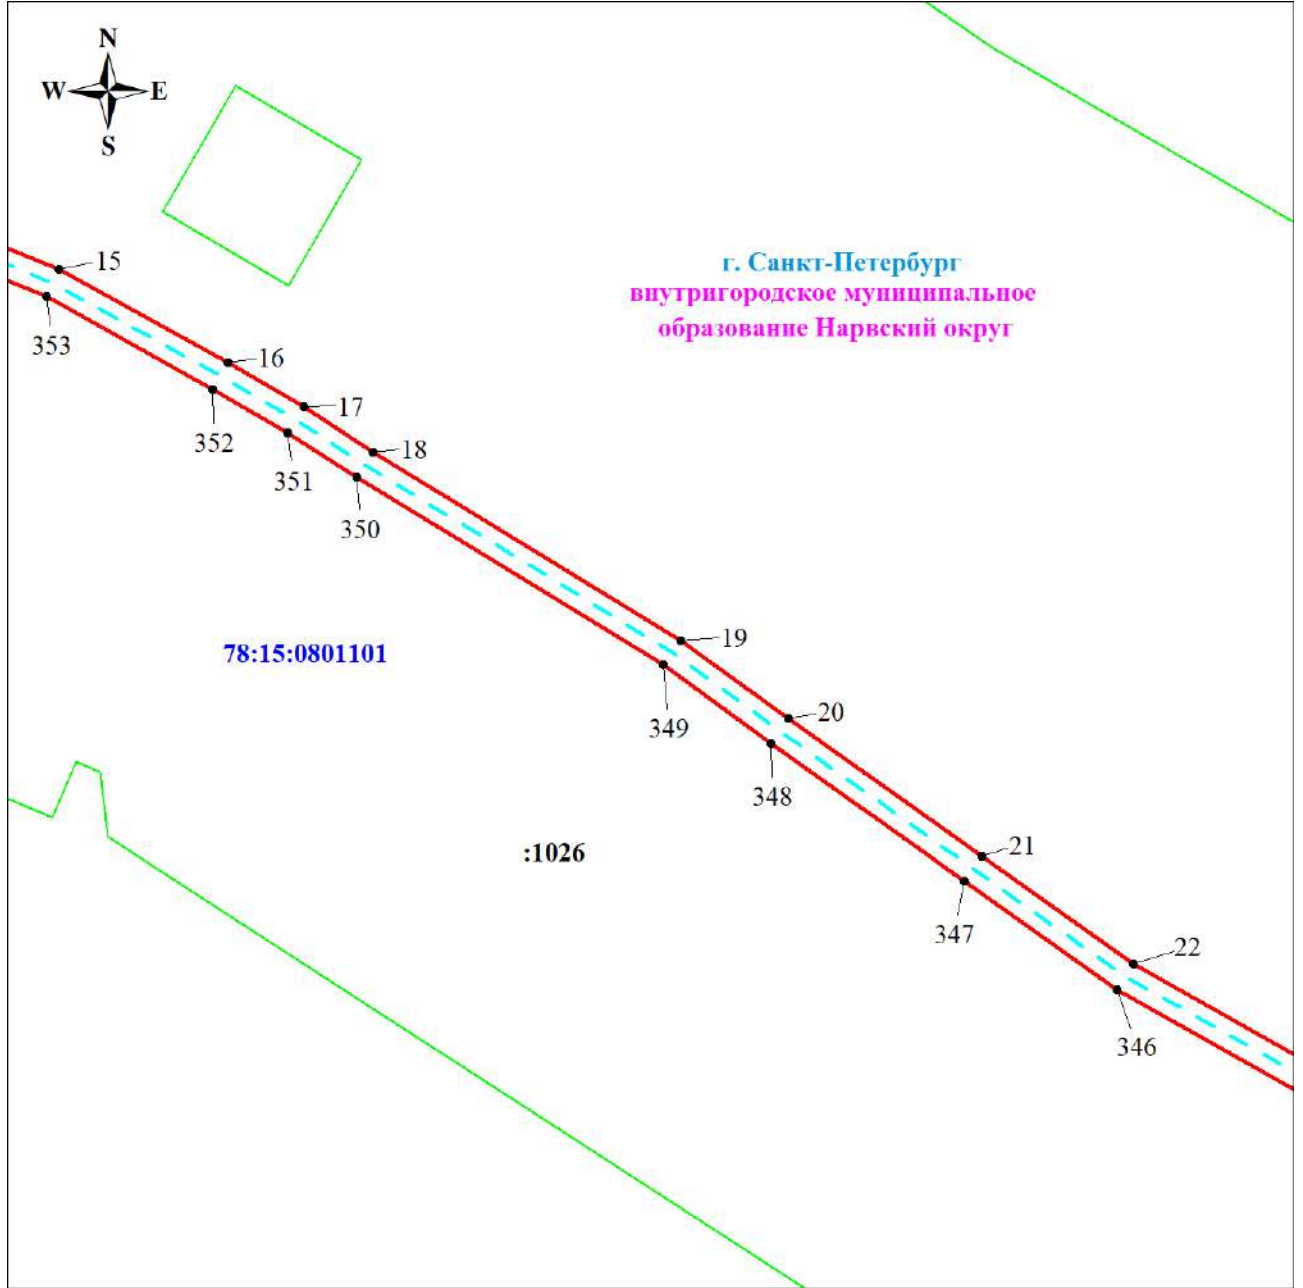 N
W
E
S
г. Санкт-Петербург
внутригородское муниципальное
образование Нарвский округ
15
353
16
17
352
18
351
350
78:15:0801101
19
349
20
348
:1026
21
347
22
346